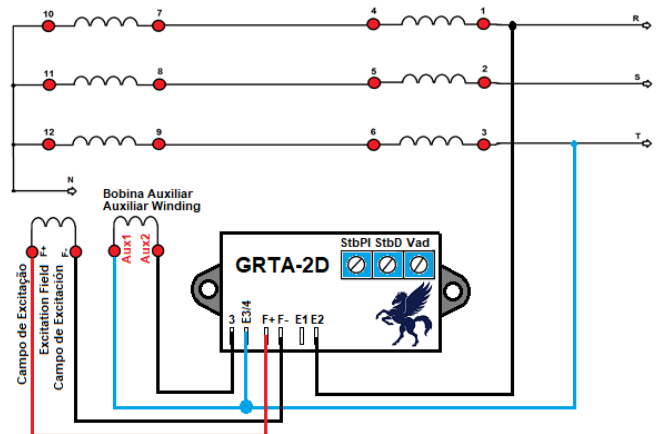 10 7 4 1 R
11 8 5 2 S
12 9 6 3 T
N
Bobina Auxiliar
Auxiliary Winding
F+ F-
Aux1 Aux2
Campo de Excitação
Excitation Field
Campo de Excitación
StbPI StbD Vad
GRTA-2D
3 E3/4 F+ F- E1 E2